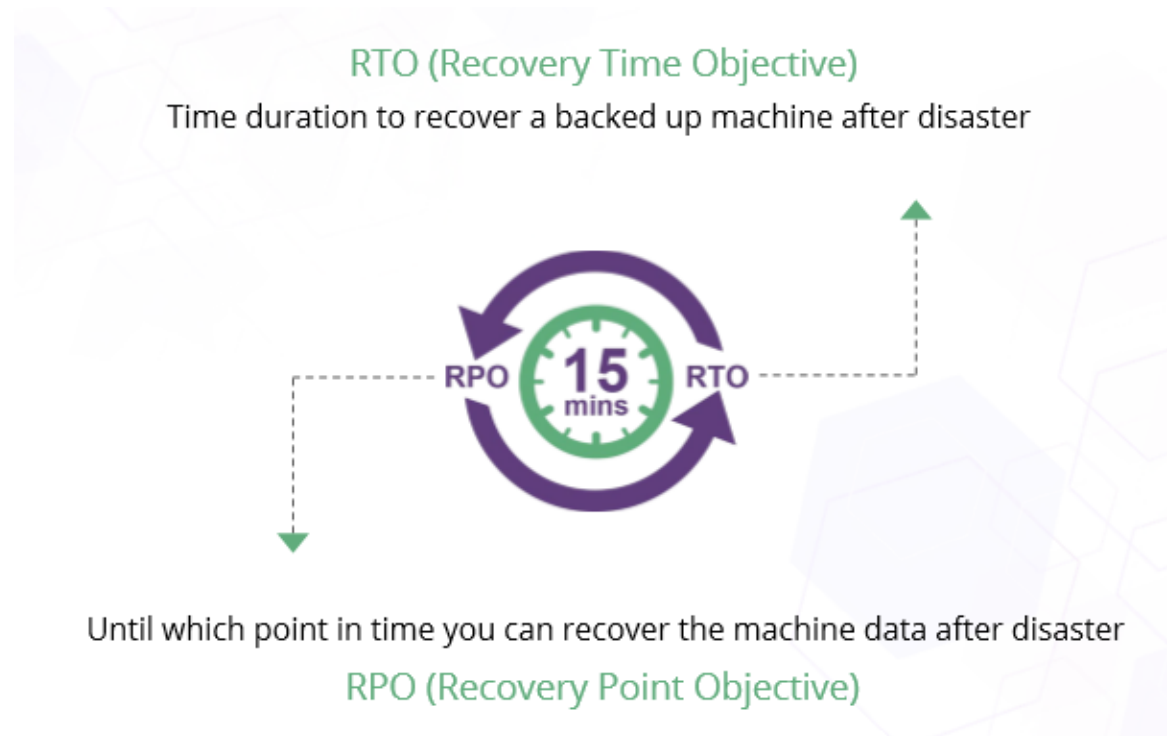 RTO (Recovery Time Objective)
Time duration to recover a backed up machine after disaster
RPO
15
mins
RTO
Until which point in time you can recover the machine data after disaster
RPO (Recovery Point Objective)